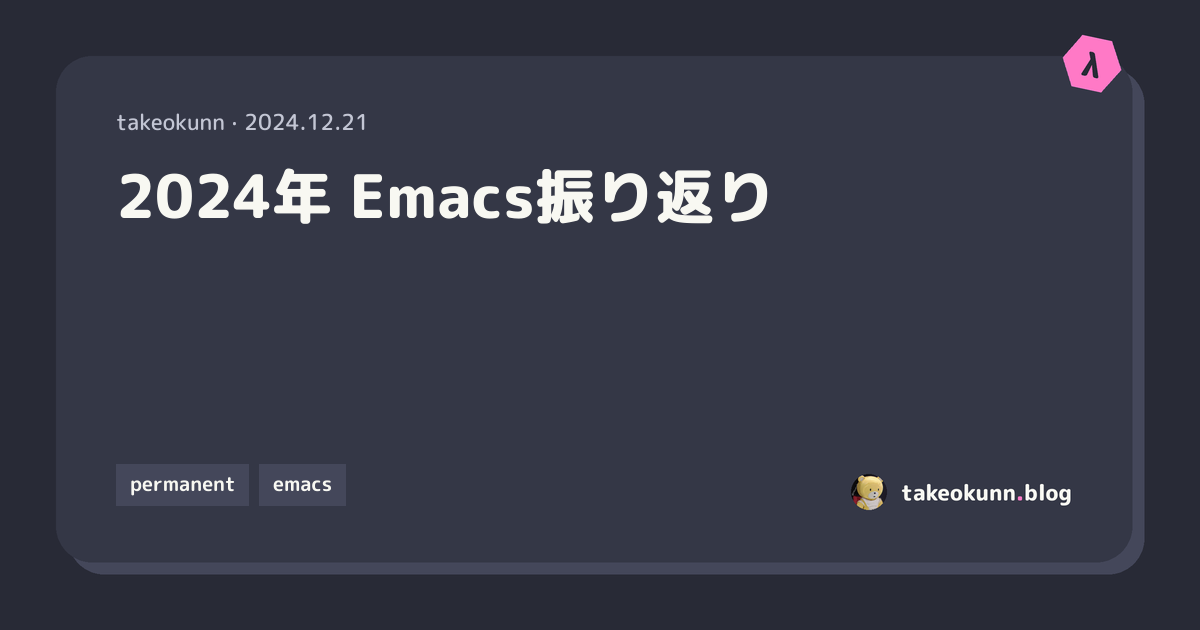 λ
takeokunn · 2024.12.21
2024年 Emacs振り返り
permanent
emacs
takeokunn.blog